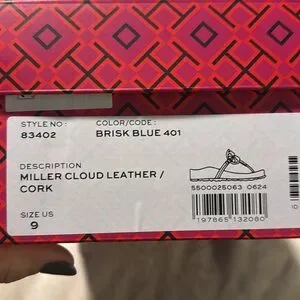 STYLE NO: COLOR/CODE:
83402 BRISK BLUE 401
DESCRIPTION
MILLER CLOUD LEATHER /
CORK
5500025063 0624
SIZE US
9
197865 132080